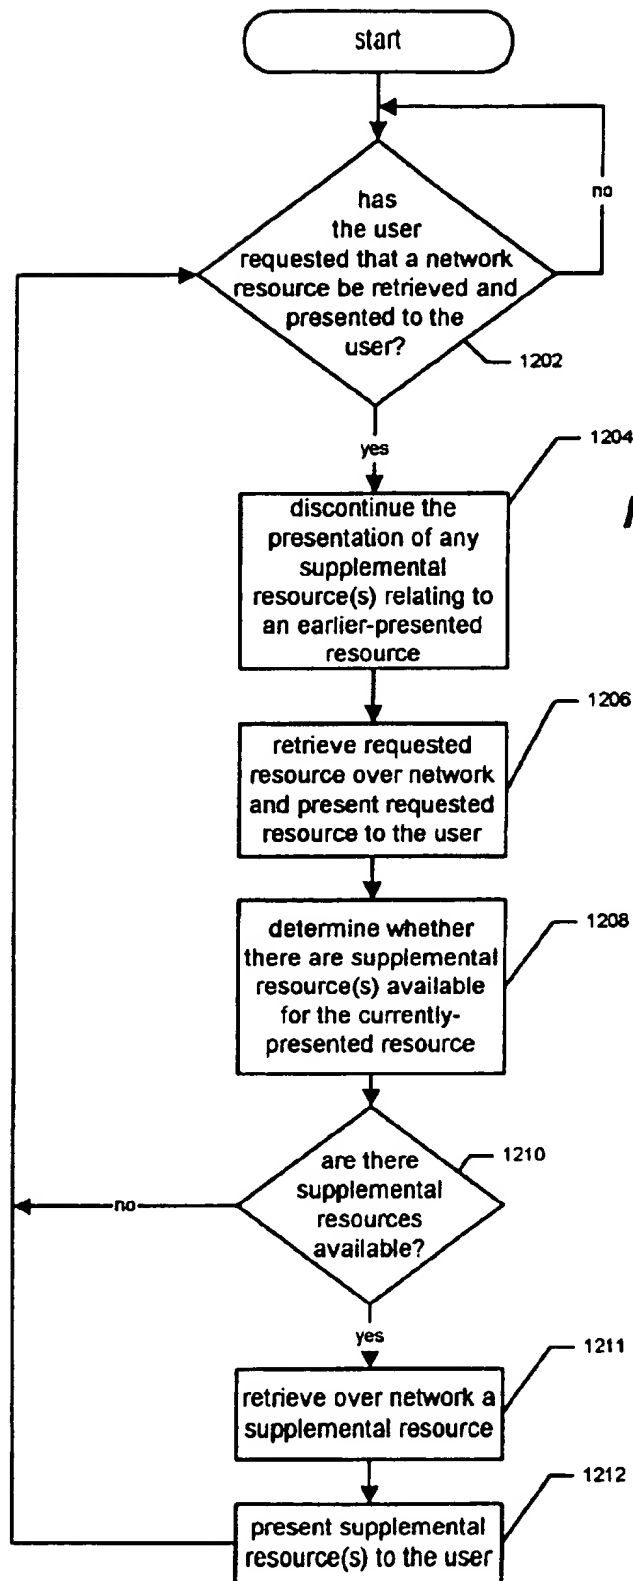 start
no
has
the user
requested that a network
resource be retrieved and
presented to the
user?
1202
yes
1204
discontinue the
presentation of any
supplemental
resource(s) relating to
an earlier-presented
resource
1206
retrieve requested
resource over network
and present requested
resource to the user
1208
determine whether
there are supplemental
resource(s) available
for the currently-
presented resource
1210
are there
supplemental
resources
available?
no
yes
1211
retrieve over network a
supplemental resource
1212
present supplemental
resource(s) to the user